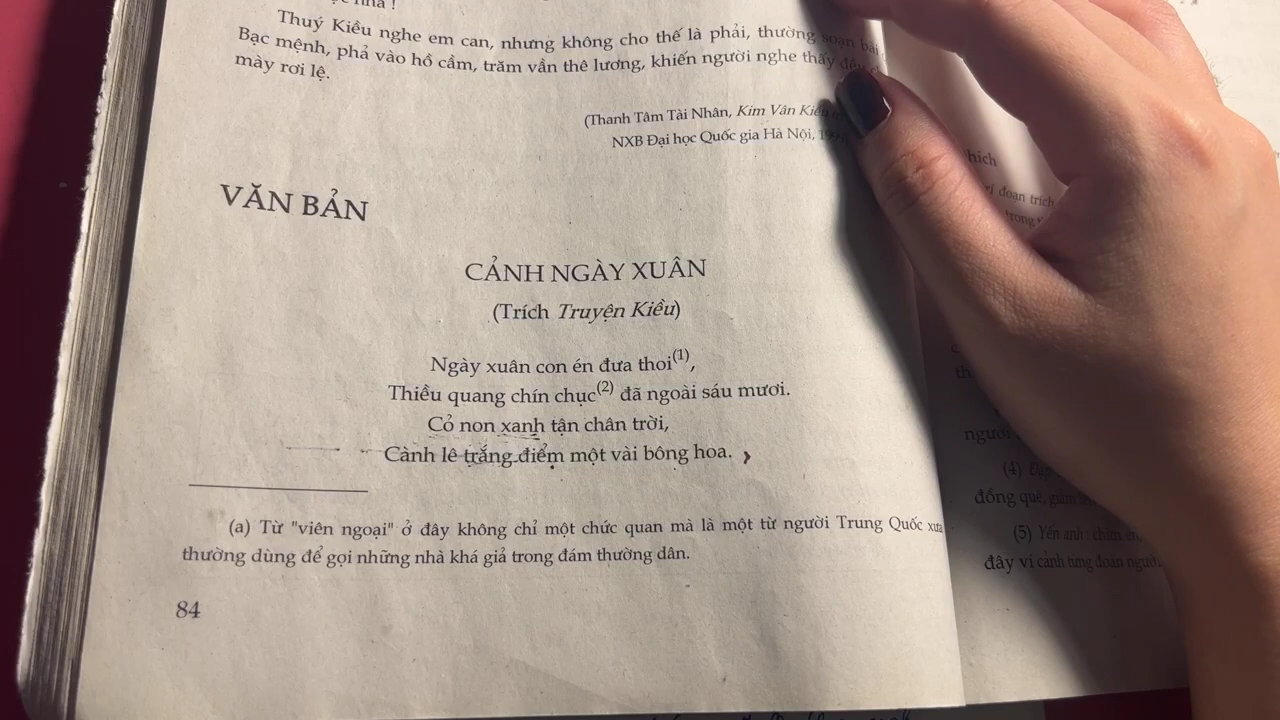 nha !
Thuý Kiều nghe em can, nhưng không cho thế là phải, thường soạn bài
Bạc mệnh, phả vào hồ cầm, trăm vần thê lương, khiến người nghe thấy
mày rơi lệ.
(Thanh Tâm Tài Nhân, Kim Vân Kiều
NXB Đại học Quốc gia Hà Nội,
VĂN BẢN
CẢNH NGÀY XUÂN
(Trích Truyện Kiều)
Ngày xuân con én đưa thoi(1),
Thiều quang chín chục(2) đã ngoài sáu mươi.
Cỏ non xanh tận chân trời,
Cành lê trắng điểm một vài bông hoa.
(a) Từ "viên ngoại" ở đây không chỉ một chức quan mà là một từ người Trung Quốc xưa
thường dùng để gọi những nhà khá giả trong đám thường dân.
84
đoạn trích
trong
người
(4)
đồng quê,
(5) Yến anh : chim
đây ví cảnh từng đoàn người